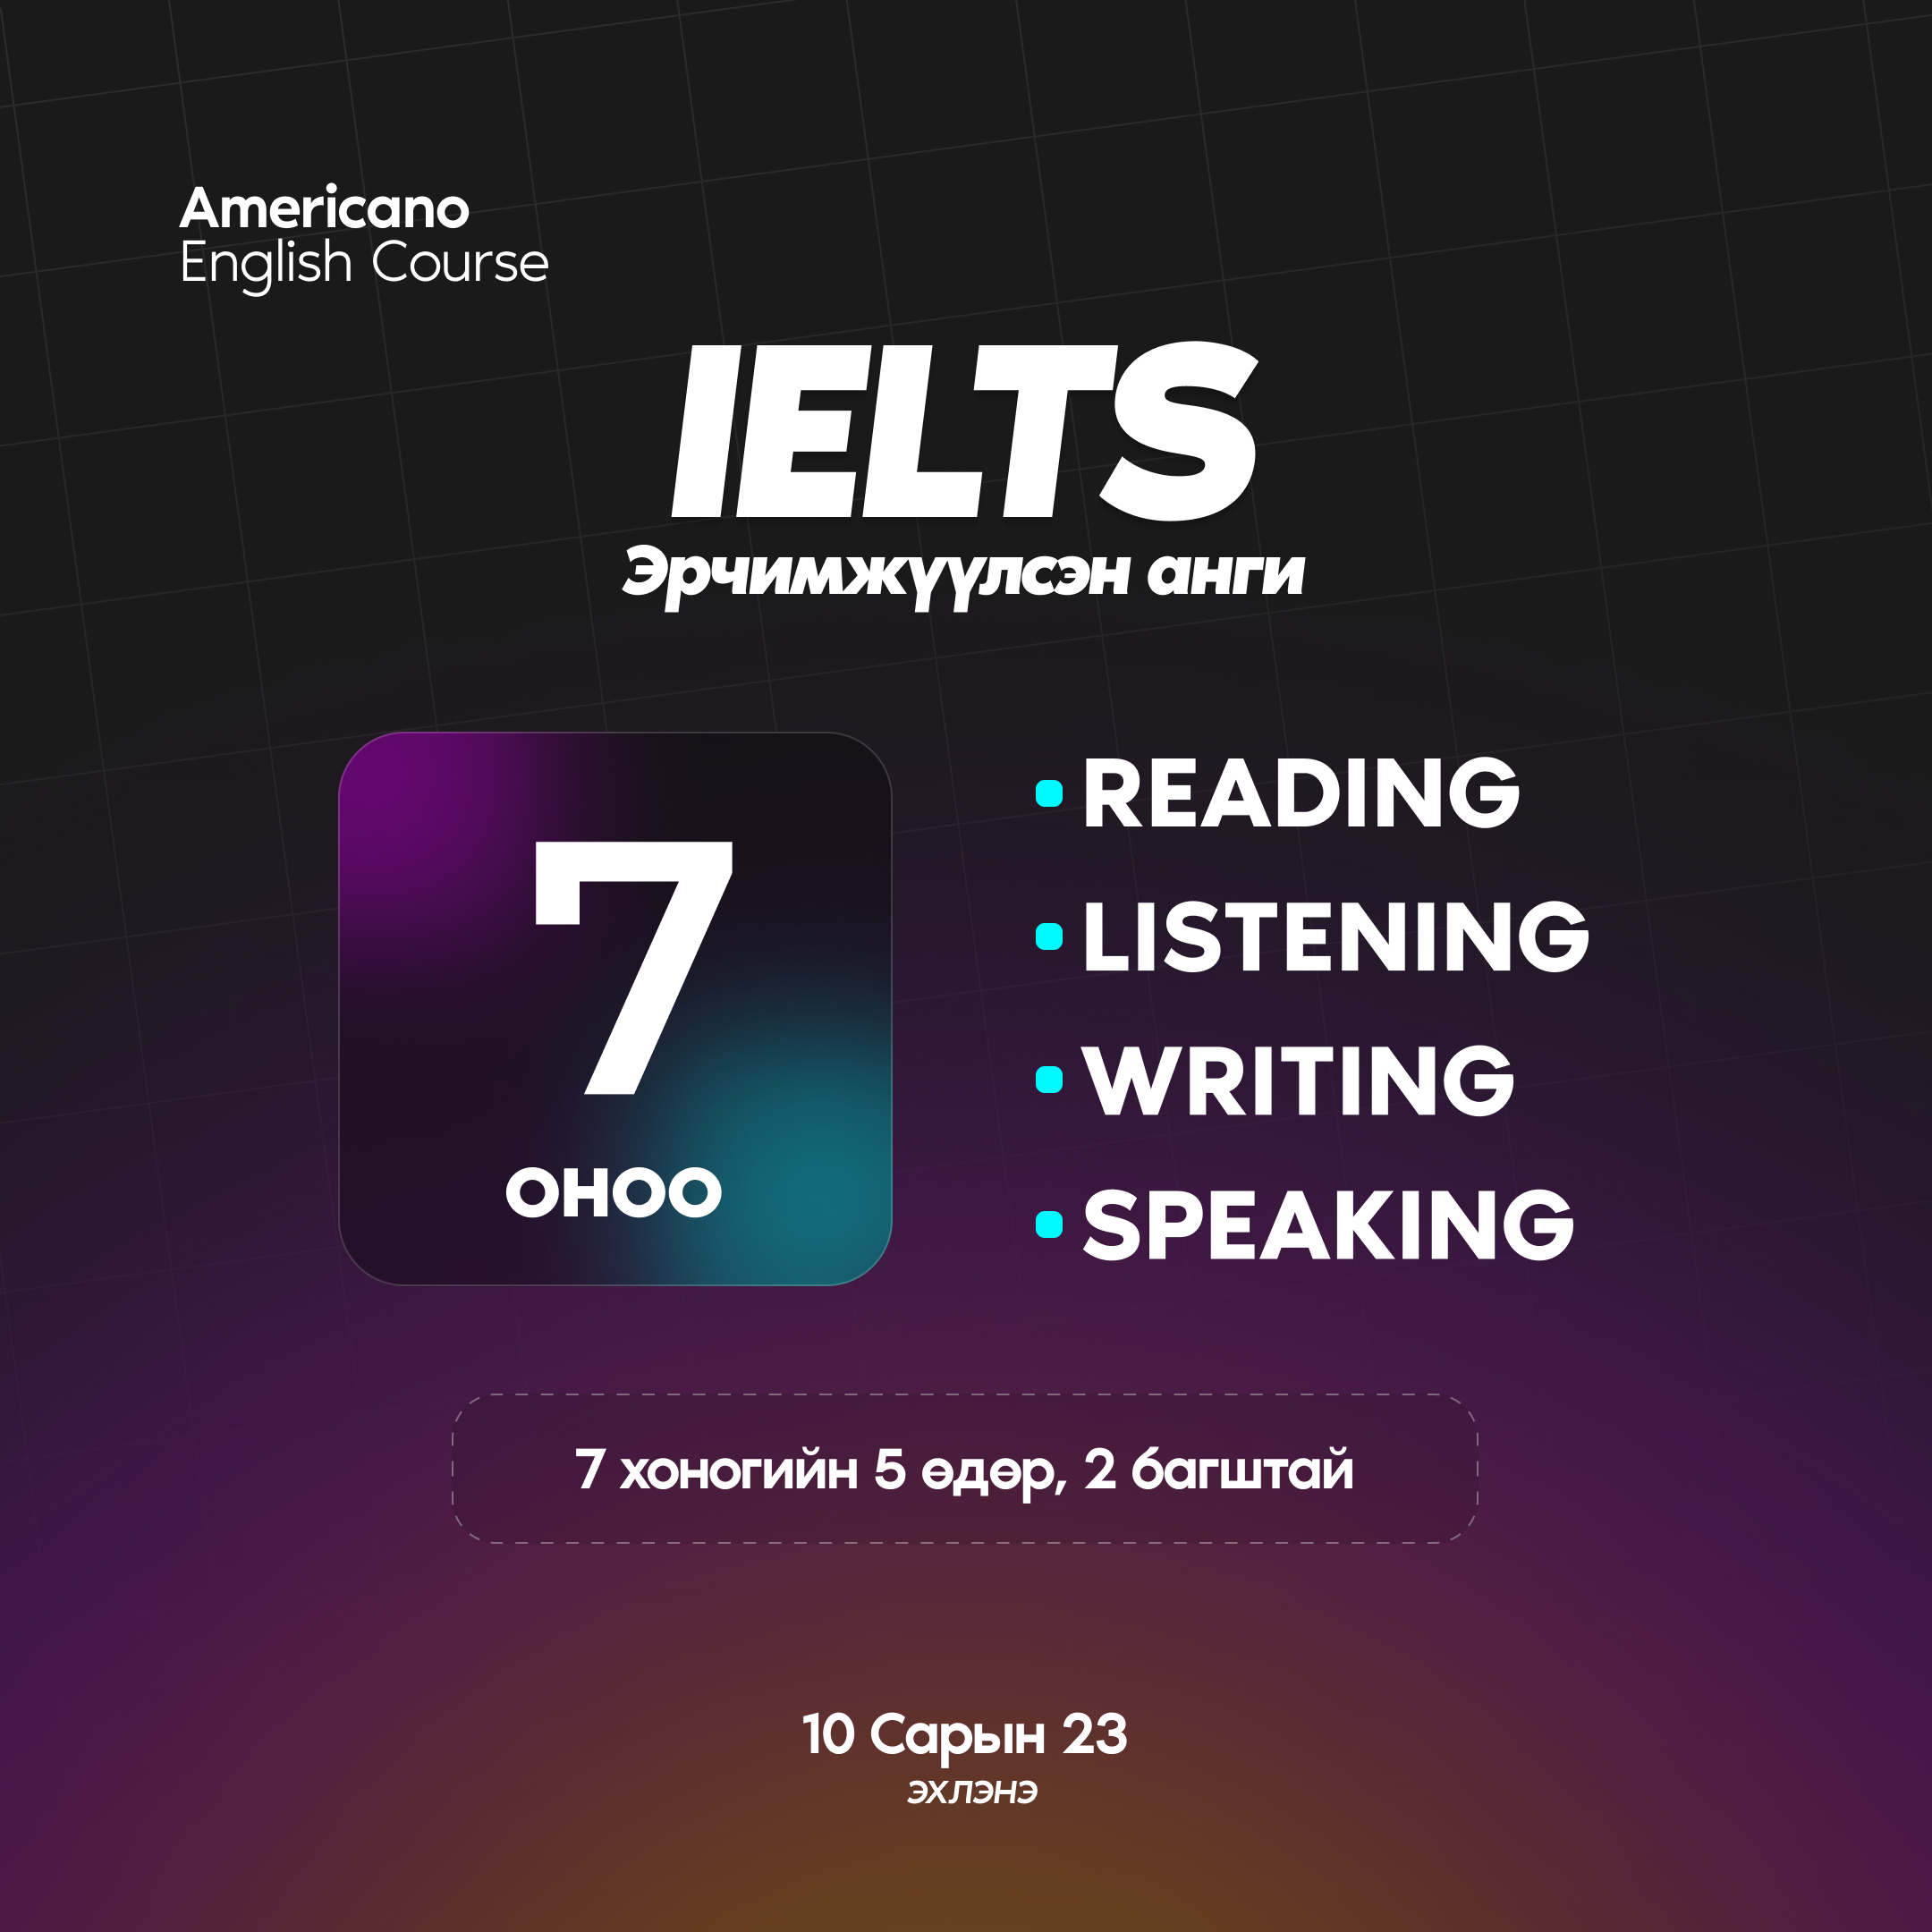 Americano
English Course
IELTS
Эрчимжүүлсэн анги
7
оноо
READING
LISTENING
WRITING
SPEAKING
7 хоногийн 5 өдөр, 2 багштай
10 Сарын 23
эхлэнэ